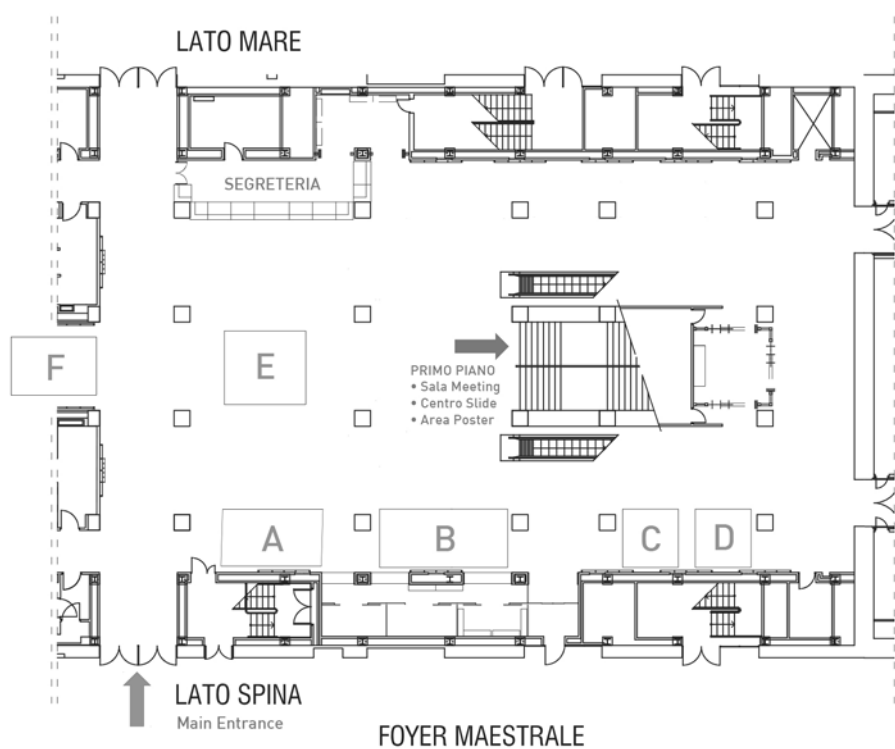 LATO MARE
SEGRETERIA
F
E
PRIMO PIANO
• Sala Meeting
• Centro Slide
• Area Poster
A
B
C
D
LATO SPINA
Main Entrance
FOYER MAESTRALE